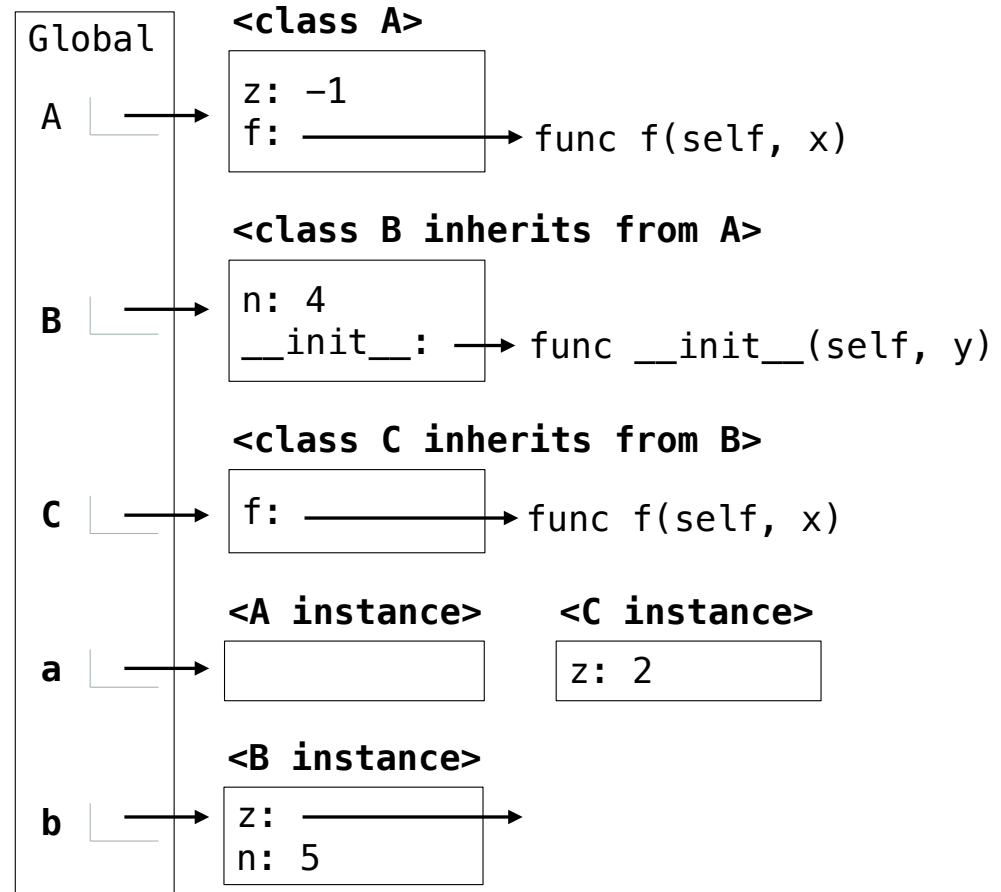 Global
<class A>
A
z: –1
f:
func f(self, x)
<class B inherits from A>
B
n: 4
__init__:
func __init__(self, y)
<class C inherits from B>
C
f:
func f(self, x)
<A instance>
<C instance>
a
z: 2
<B instance>
b
z:
n: 5